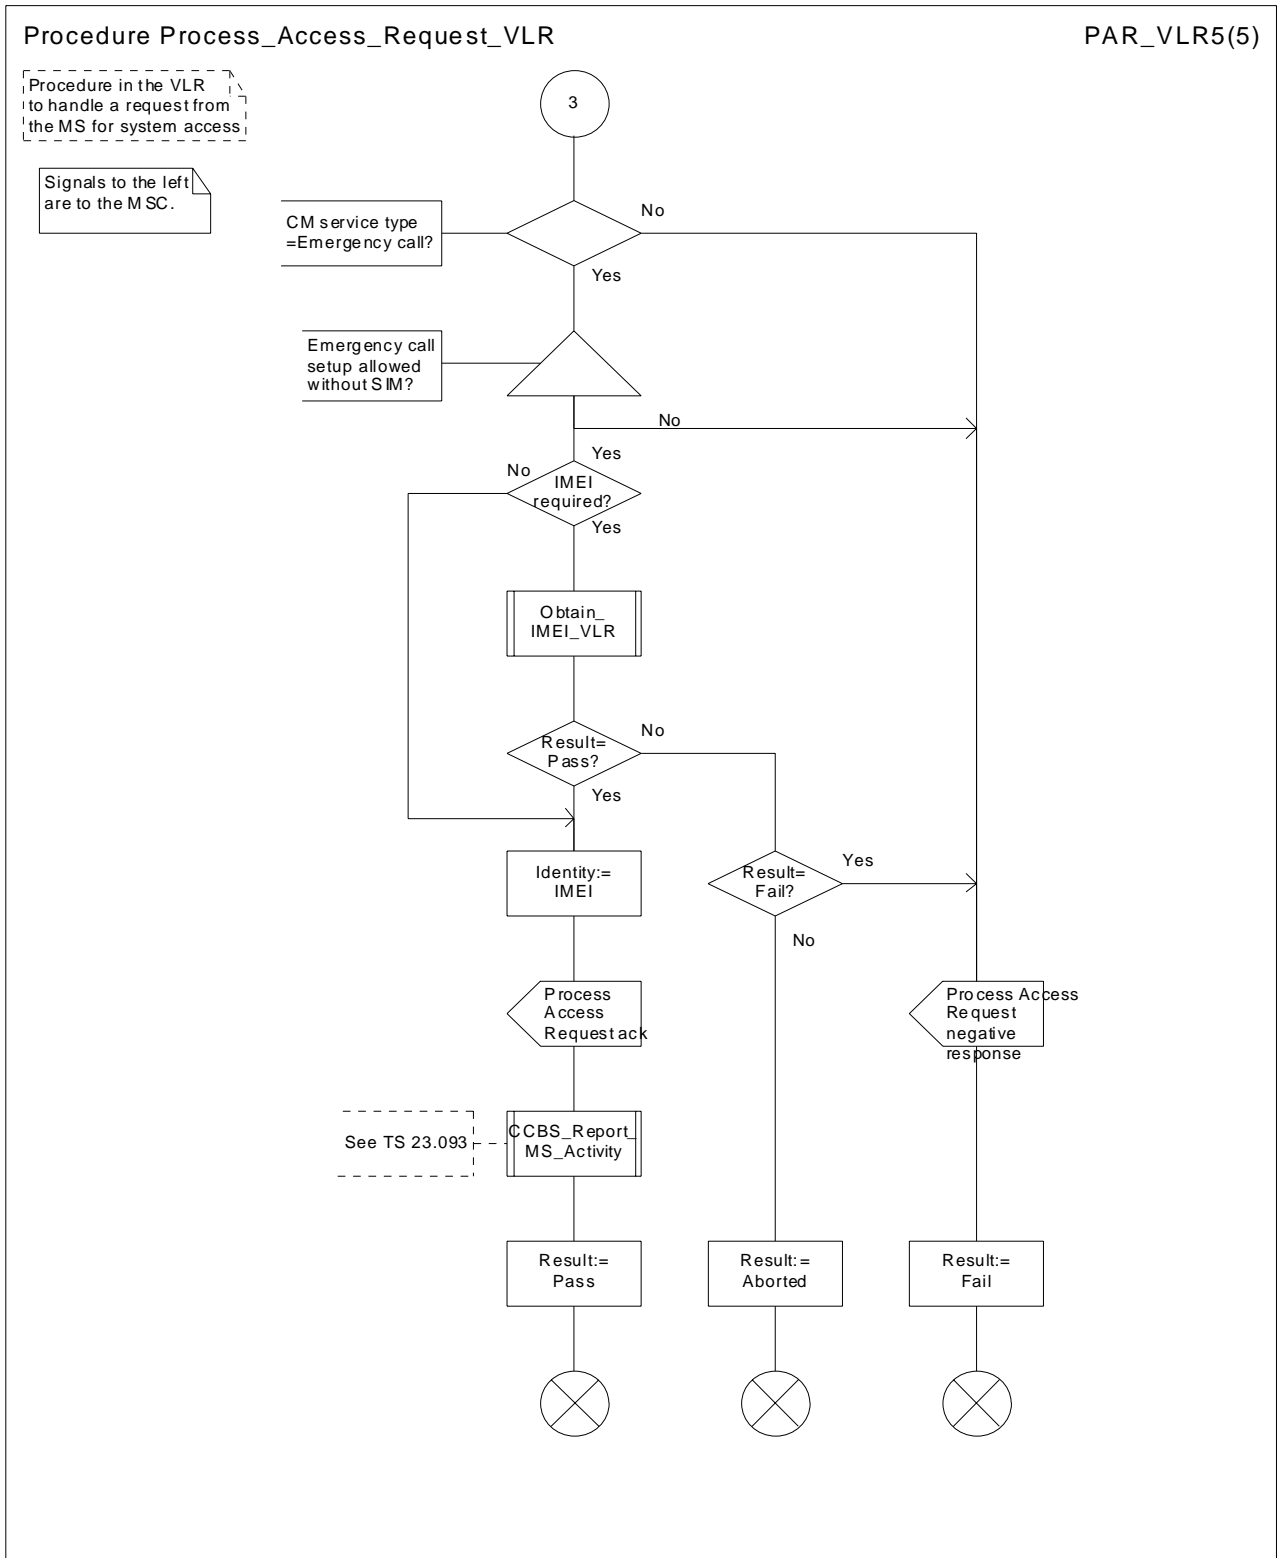 Procedure Process_Access_Request_VLR
PAR_VLR5(5)
Procedure in the VLR
to handle a request from
the MS for system access
3
Signals to the left
are to the MSC.
CM service type
=Emergency call?
No
Yes
Emergency call
setup allowed
without SIM?
No
Yes
No
IMEI
required?
Yes
Obtain_
IMEI_VLR
No
Result=
Pass?
Yes
Identity:=
IMEI
Result=
Fail?
Yes
No
Process
Access
Request ack
Process Access
Request
negative
response
See TS 23.093
CCBS_Report_
MS_Activity
Result:=
Pass
Result:=
Aborted
Result:=
Fail